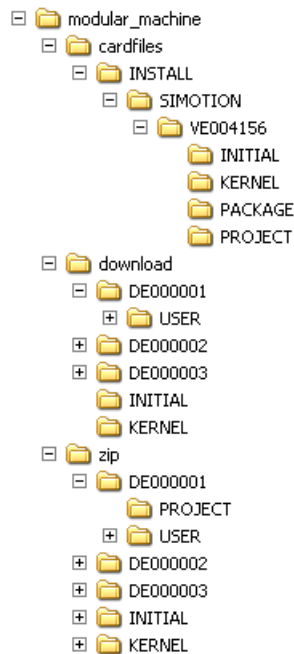 modular_machine
cardfiles
INSTALL
SIMOTION
VE004156
INITIAL
KERNEL
PACKAGE
PROJECT
download
DE000001
USER
DE000002
DE000003
INITIAL
KERNEL
zip
DE000001
PROJECT
USER
DE000002
DE000003
INITIAL
KERNEL